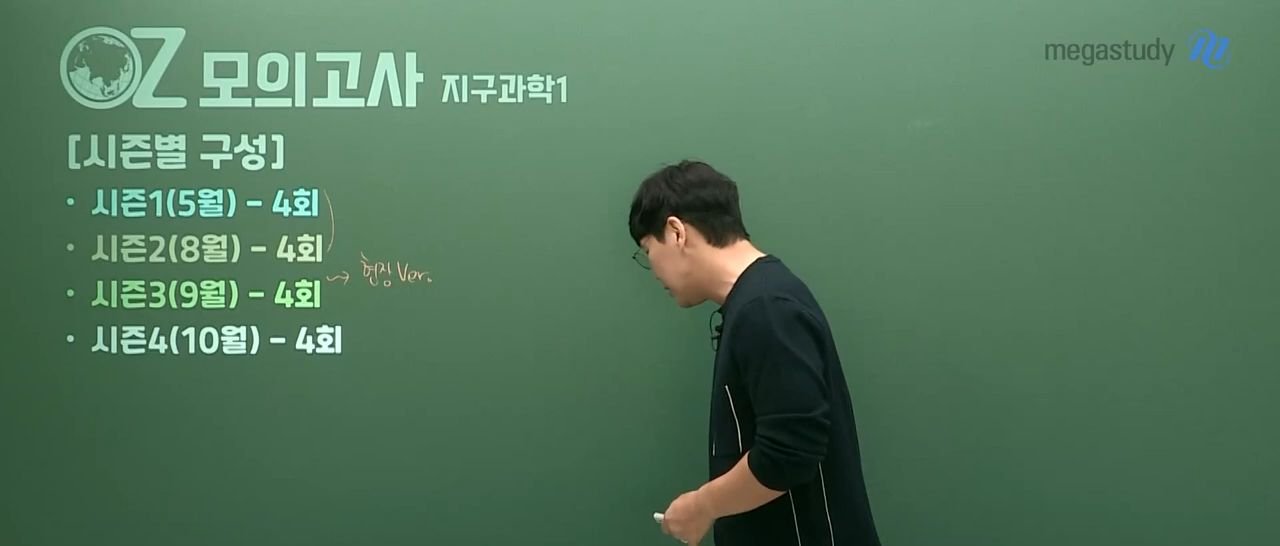 OZ 모의고사 지구과학1
megastudy
[시즌별 구성]
• 시즌1(5월) – 4회
• 시즌2(8월) – 4회
• 시즌3(9월) – 4회
• 시즌4(10월) – 4회
현장 Ver.